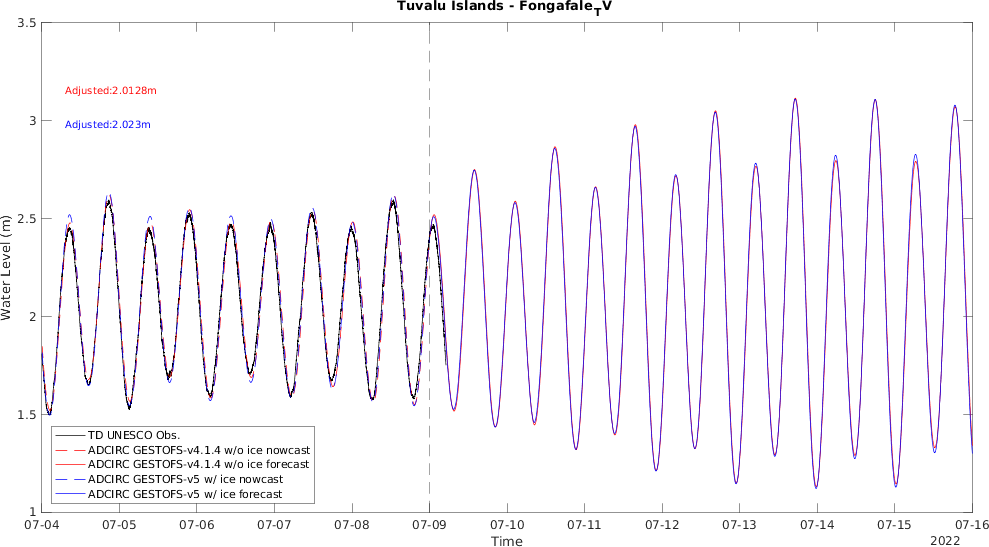 Tuvalu Islands - Fongafale_TV
3.5
3
2.5
2
1.5
1
Water Level (m)
Adjusted:2.0128m
Adjusted:2.023m
TD UNESCO Obs.
ADCIRC GESTOFS-v4.1.4 w/o ice nowcast
ADCIRC GESTOFS-v4.1.4 w/o ice forecast
ADCIRC GESTOFS-v5 w/ ice nowcast
ADCIRC GESTOFS-v5 w/ ice forecast
07-04 07-05 07-06 07-07 07-08 07-09 07-10 07-11 07-12 07-13 07-14 07-15 07-16
Time
2022